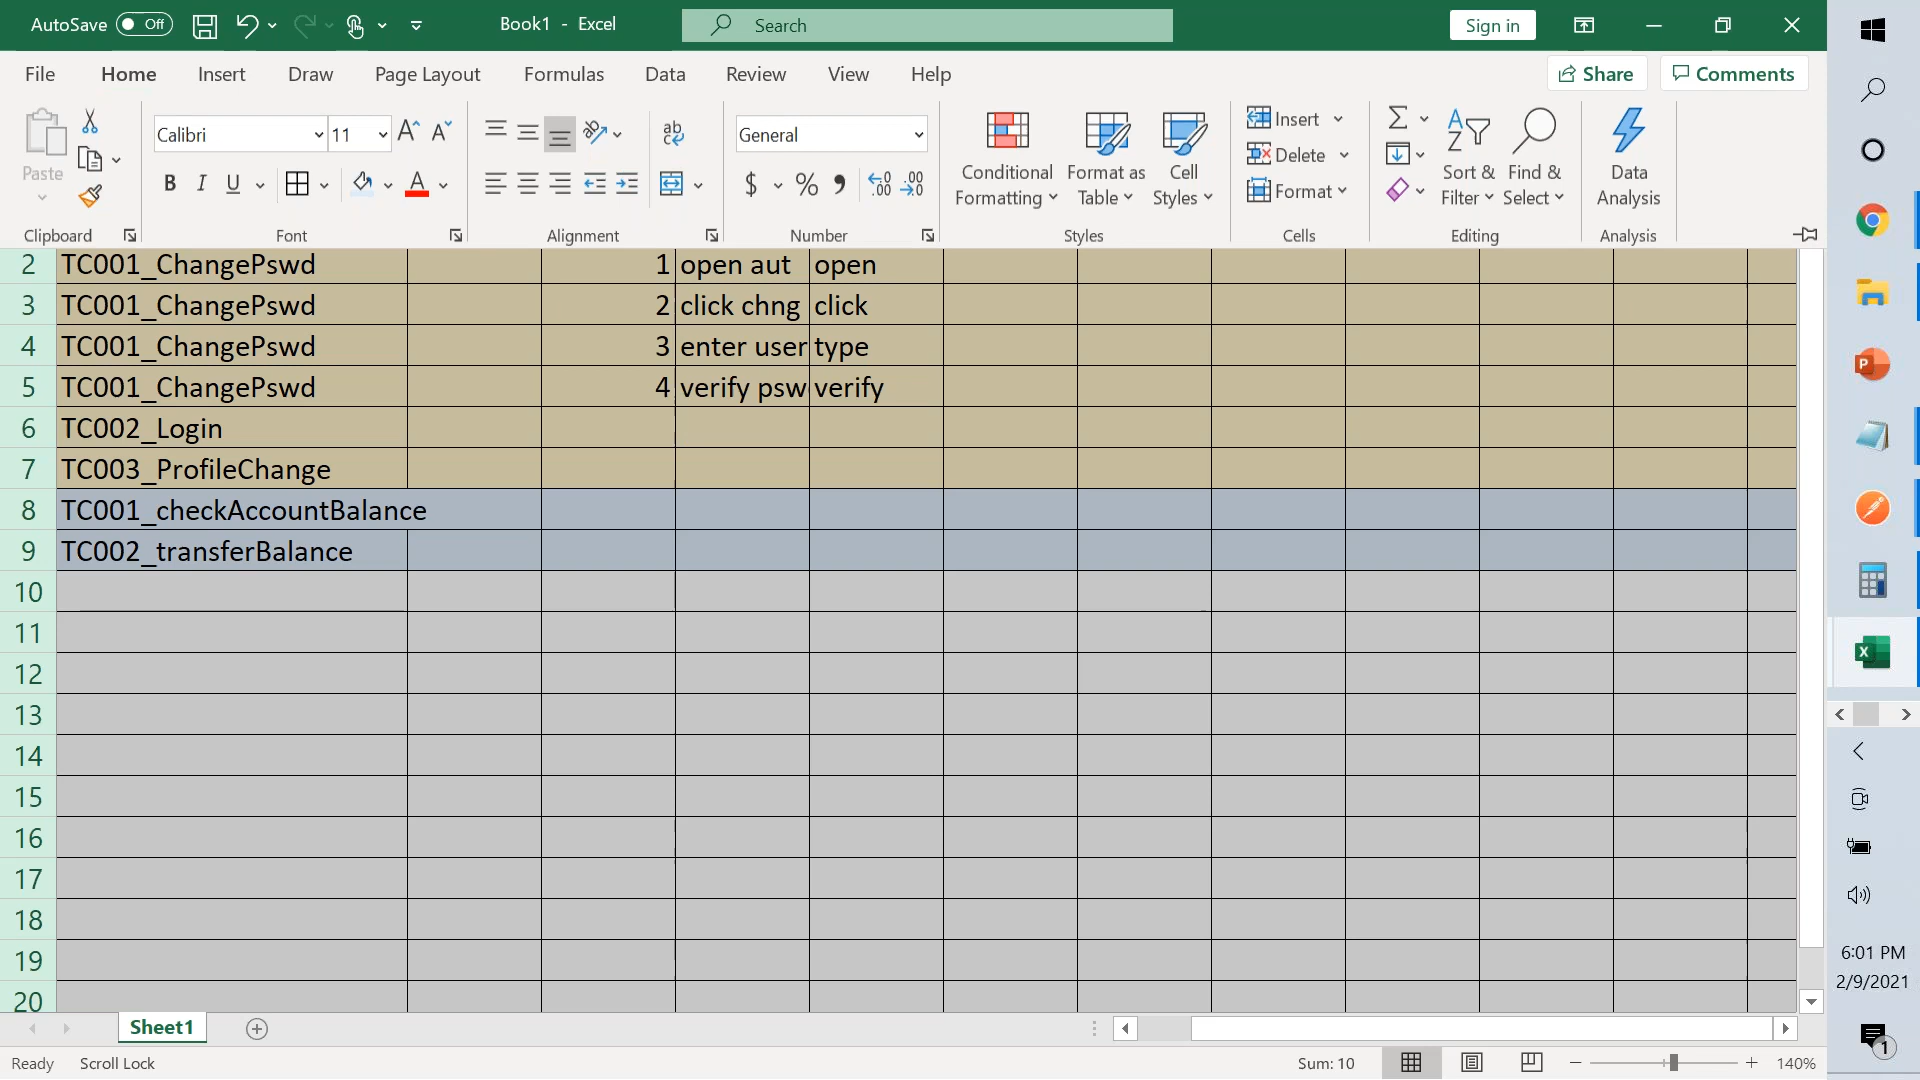 AutoSave Off Book1 - Excel Search Sign in
File Home Insert Draw Page Layout Formulas Data Review View Help Share Comments
Paste Calibri 11 ab General Conditional Formatting Format as Table Cell Styles Insert Delete Format Sort & Filter Find & Select Data Analysis
Clipboard Font Alignment Number Styles Cells Editing Analysis
2 TC001_ChangePswd 1 open aut open
3 TC001_ChangePswd 2 click chng click
4 TC001_ChangePswd 3 enter user type
5 TC001_ChangePswd 4 verify psw verify
6 TC002_Login
7 TC003_ProfileChange
8 TC001_checkAccountBalance
9 TC002_transferBalance
10
11
12
13
14
15
16
17
18
19
20
Sheet1
Ready Scroll Lock Sum: 10 140%
6:01 PM
2/9/2021
1